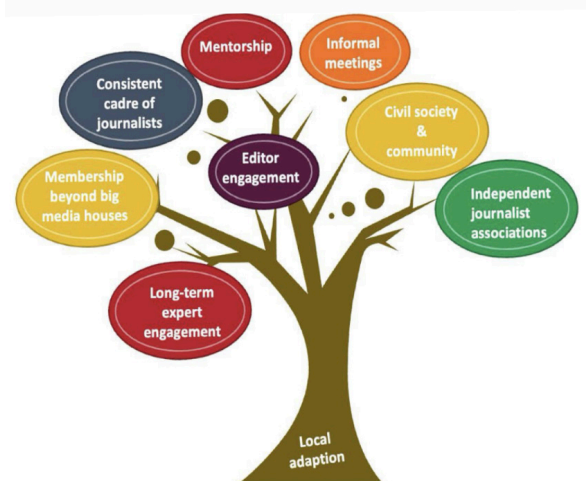 Mentorship
Informal
meetings
Consistent
cadre of
journalists
Civil society
&
community
Editor
engagement
Membership
beyond big
media houses
Independent
journalist
associations
Long-term
expert
engagement
Local
adaption